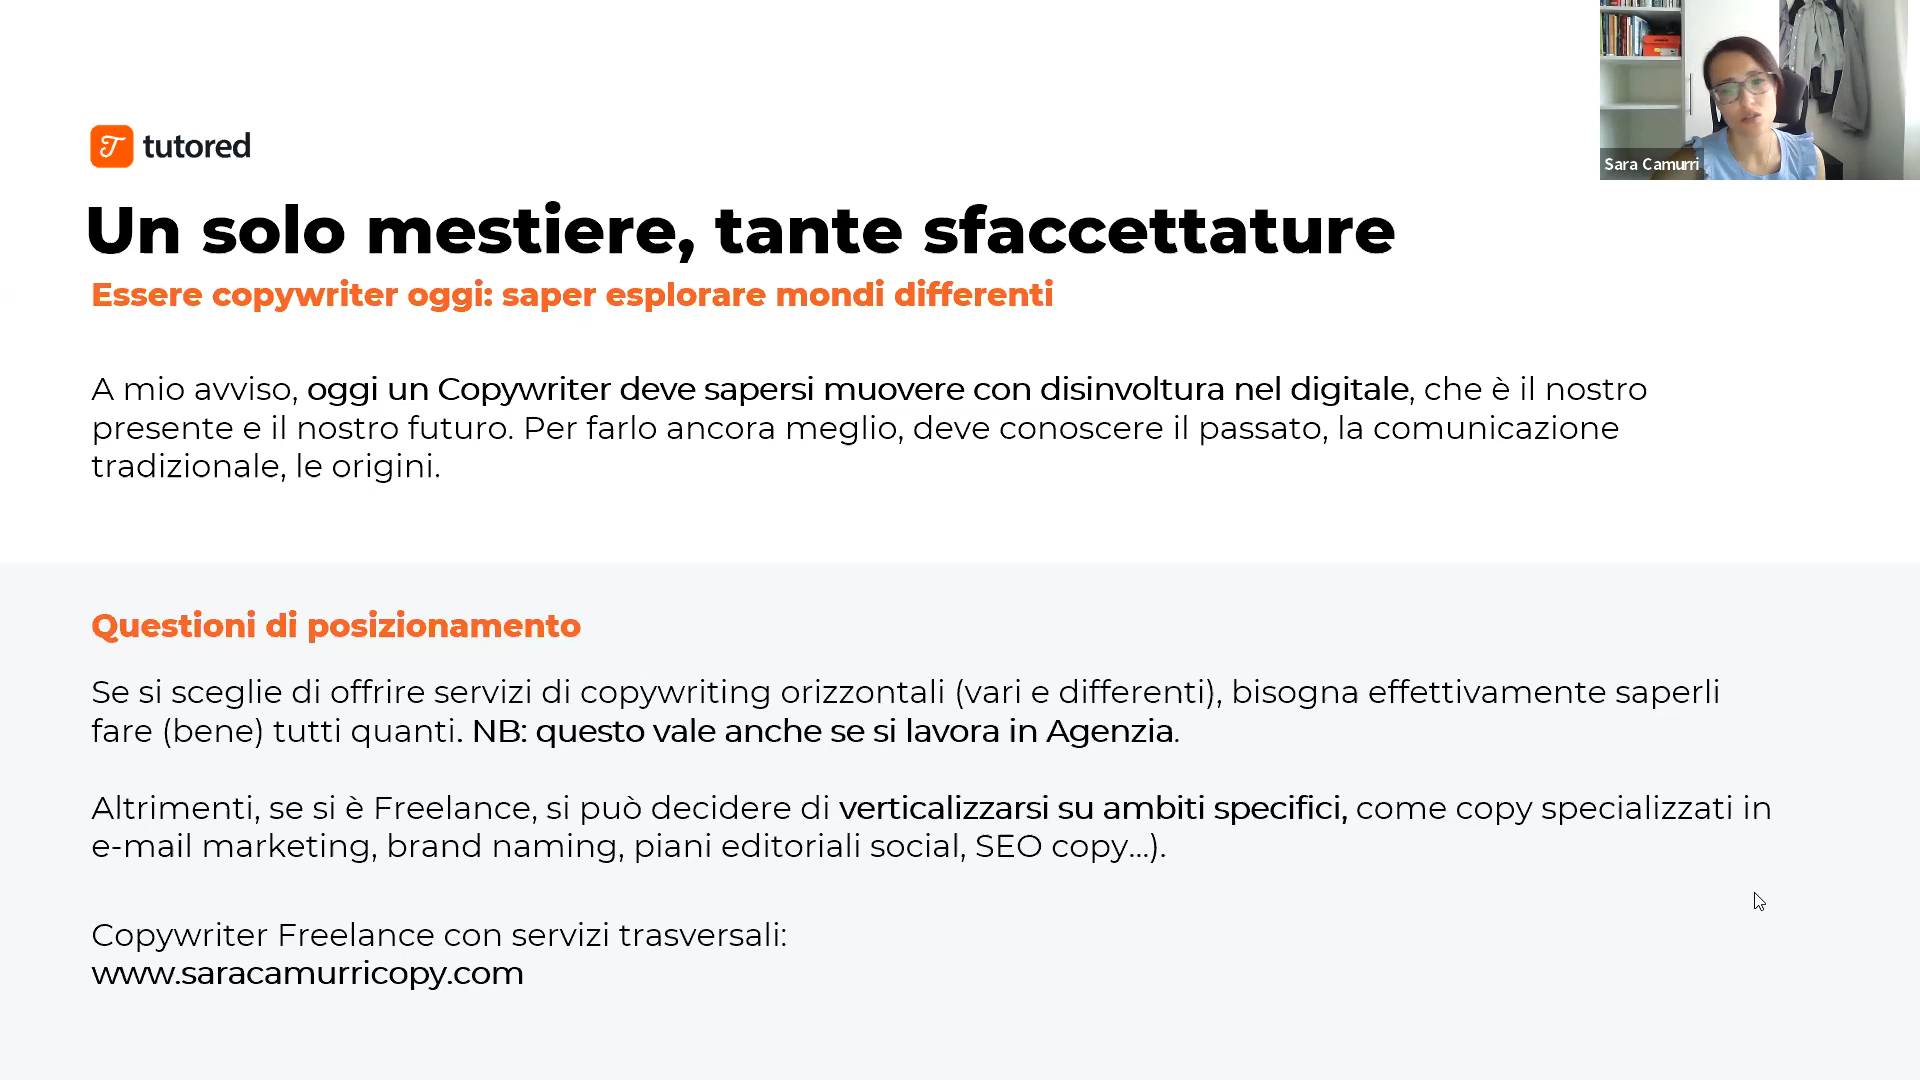 tutored
Sara Camurri
Un solo mestiere, tante sfaccettature
Essere copywriter oggi: saper esplorare mondi differenti
A mio avviso, oggi un Copywriter deve sapersi muovere con disinvoltura nel digitale, che è il nostro
presente e il nostro futuro. Per farlo ancora meglio, deve conoscere il passato, la comunicazione
tradizionale, le origini.
Questioni di posizionamento
Se si sceglie di offrire servizi di copywriting orizzontali (vari e differenti), bisogna effettivamente saperli
fare (bene) tutti quanti. NB: questo vale anche se si lavora in Agenzia.
Altrimenti, se si è Freelance, si può decidere di verticalizzarsi su ambiti specifici, come copy specializzati in
e-mail marketing, brand naming, piani editoriali social, SEO copy...).
Copywriter Freelance con servizi trasversali:
www.saracamurricopy.com